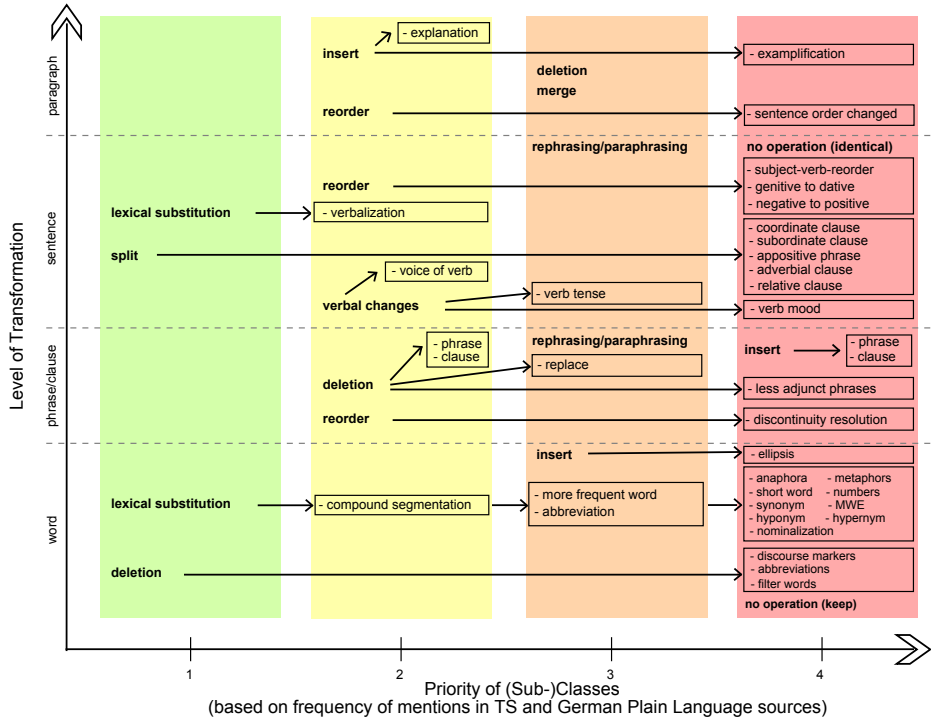 Level of Transformation
paragraph
insert
- explanation
- examplification
deletion
merge
reorder
- sentence order changed
sentence
rephrasing/paraphrasing
no operation (identical)
reorder
- subject-verb-reorder
- genitive to dative
- negative to positive
lexical substitution
- verbalization
split
- coordinate clause
- subordinate clause
- appositive phrase
- adverbial clause
- relative clause
- voice of verb
verbal changes
- verb tense
- verb mood
phrase/clause
rephrasing/paraphrasing
- phrase
- clause
- replace
insert
- phrase
- clause
deletion
- less adjunct phrases
reorder
- discontinuity resolution
word
insert
- ellipsis
lexical substitution
- compound segmentation
- more frequent word
- abbreviation
- anaphora - metaphors
- short word - numbers
- synonym - MWE
- hyponym - hypernym
- nominalization
deletion
- discourse markers
- abbreviations
- filter words
no operation (keep)
1 2 3 4
Priority of (Sub-)Classes
(based on frequency of mentions in TS and German Plain Language sources)